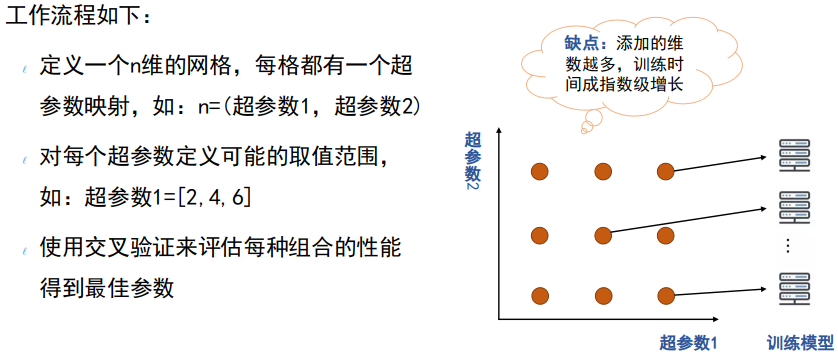 工作流程如下：
定义一个n维的网格，每格都有一个超
参数映射，如：n=(超参数1，超参数2)
对每个超参数定义可能的取值范围，
如：超参数1=[2,4,6]
使用交叉验证来评估每种组合的性能
得到最佳参数
缺点：添加的维
数越多，训练时
间成指数级增长
超参数2
...
超参数1
训练模型